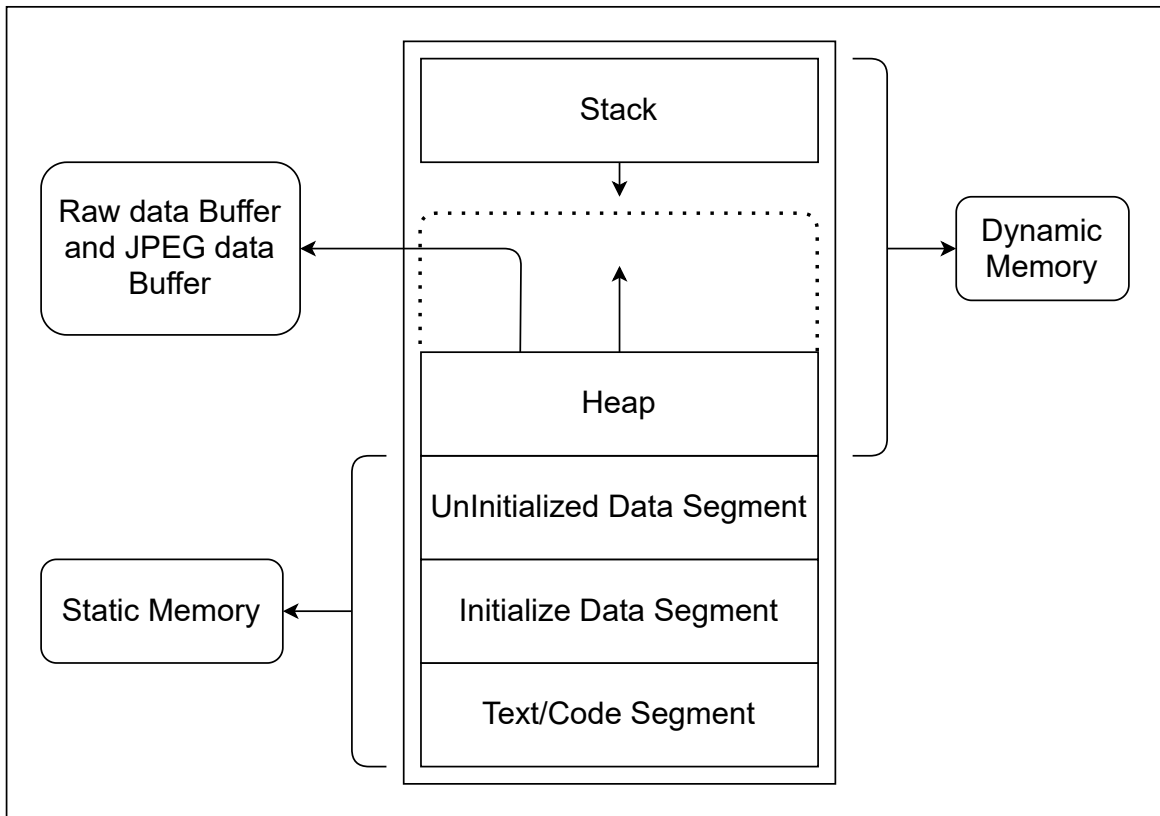 Stack
Raw data Buffer
and JPEG data
Buffer
Dynamic
Memory
Heap
UnInitialized Data Segment
Static Memory
Initialize Data Segment
Text/Code Segment